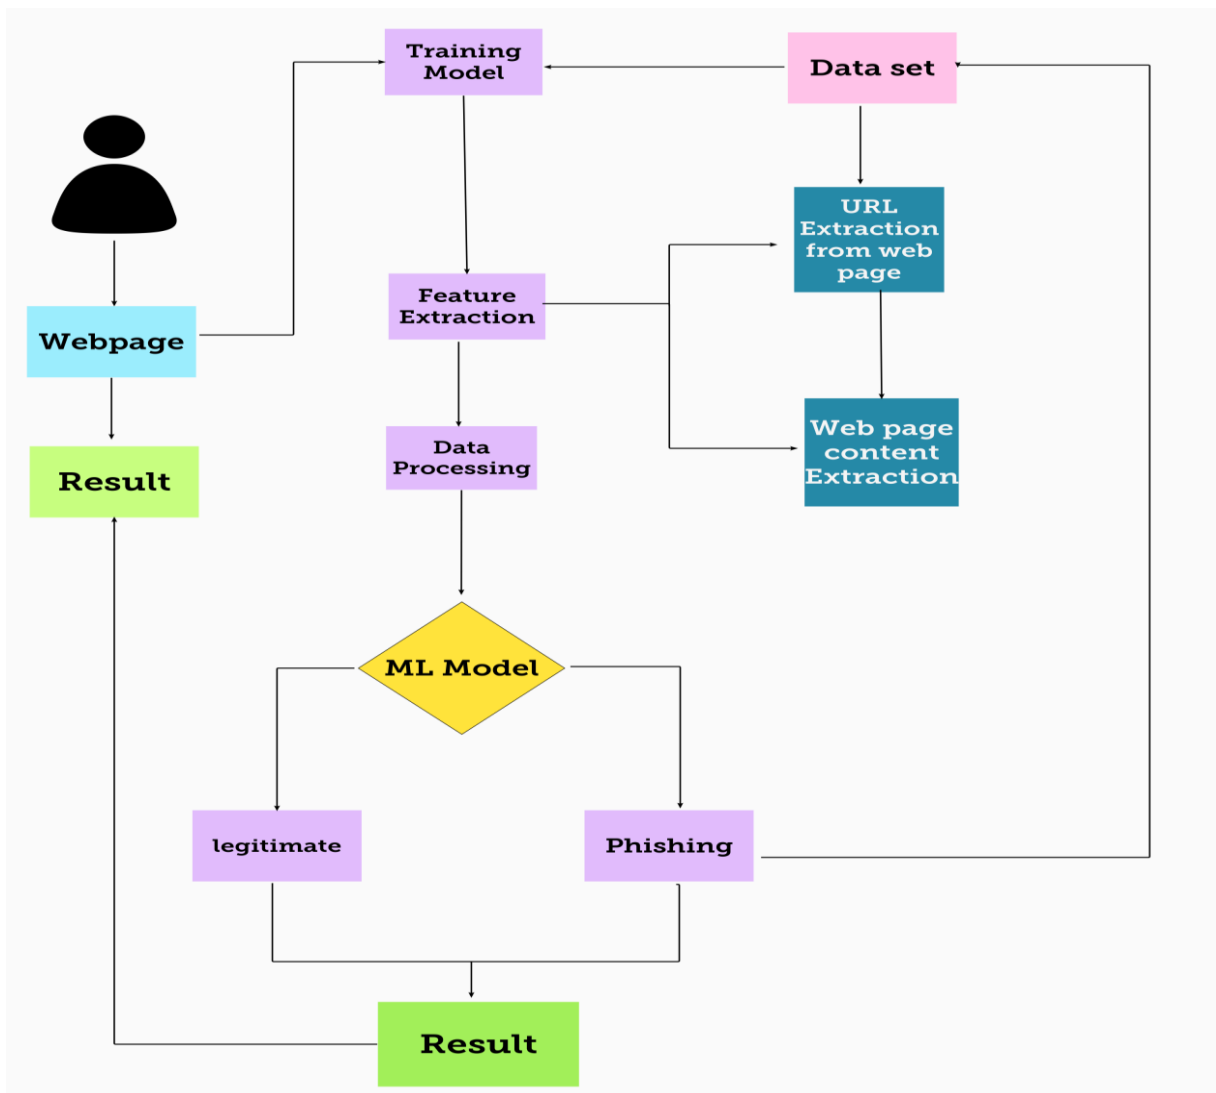 Training
Model
Data set
URL
Extraction
from web
page
Feature
Extraction
Webpage
Web page
content
Extraction
Data
Processing
Result
ML Model
legitimate
Phishing
Result